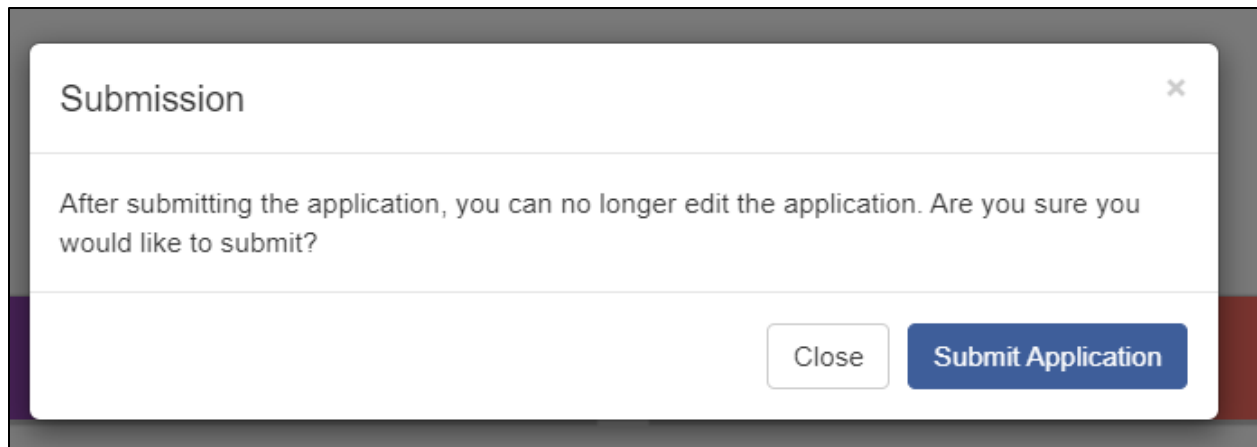 Submission
×
After submitting the application, you can no longer edit the application. Are you sure you
would like to submit?
Close
Submit Application